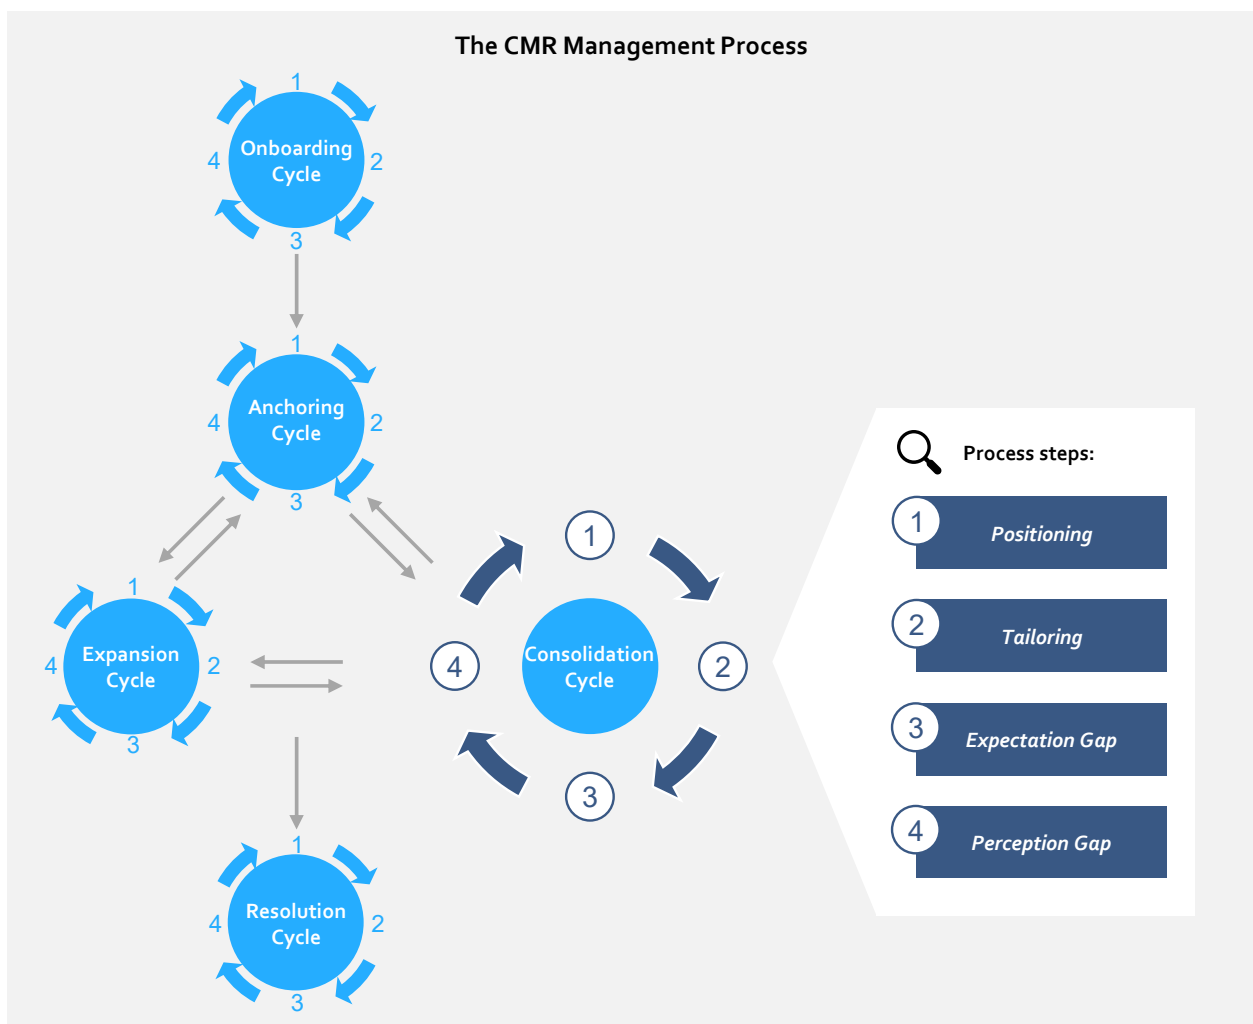 The CMR Management Process
1
Onboarding
Cycle
4
2
3
1
Anchoring
Cycle
4
2
3
1
Expansion
Cycle
4
2
3
1
Consolidation
Cycle
4
2
3
1
Resolution
Cycle
4
2
3
Process steps:
1
Positioning
2
Tailoring
3
Expectation Gap
4
Perception Gap